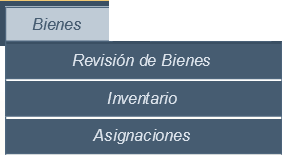 Bienes
Revisión de Bienes
Inventario
Asignaciones